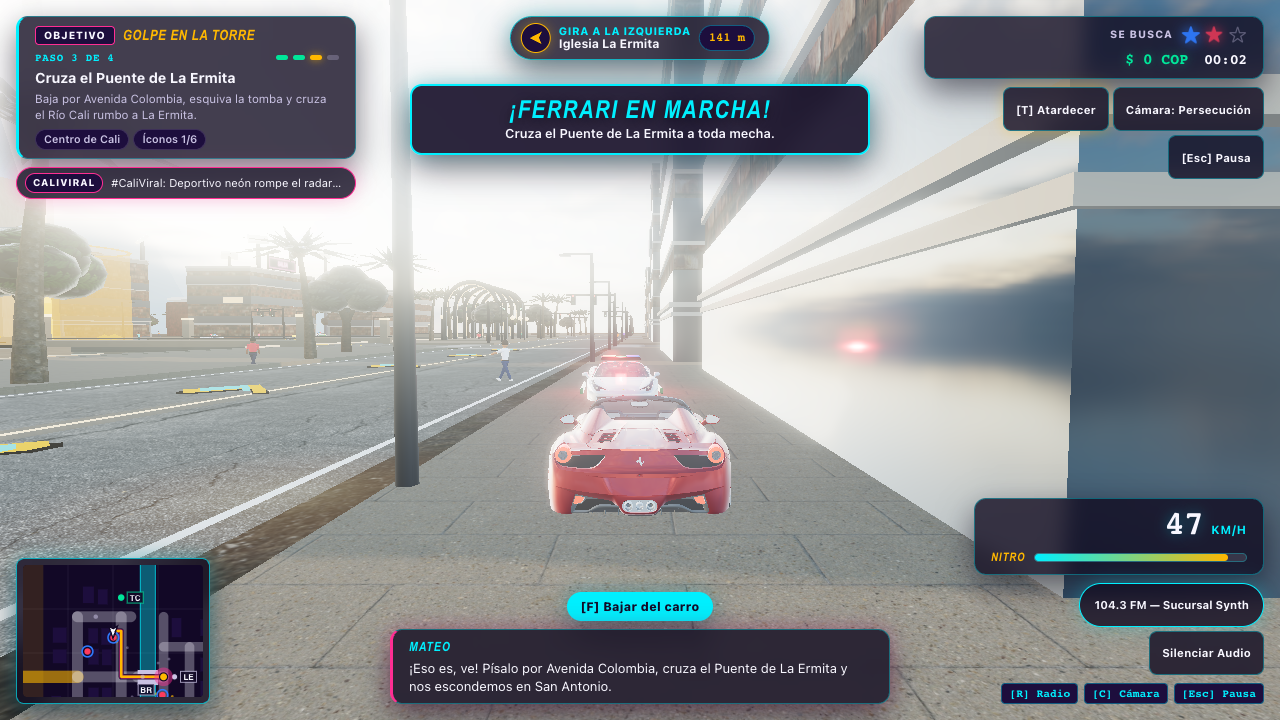 OBJETIVO GOLPE EN LA TORRE
PASO 3 DE 4
Cruza el Puente de La Ermita
Baja por Avenida Colombia, esquiva la tomba y cruza
el Río Cali rumbo a La Ermita.
Centro de Cali Íconos 1/6
CALIVIRAL #CaliViral: Deportivo neón rompe el radar...
GIRA A LA IZQUIERDA
Iglesia La Ermita
141 m
¡FERRARI EN MARCHA!
Cruza el Puente de La Ermita a toda mecha.
SE BUSCA
$ 0 COP 00:02
[T] Atardecer Cámara: Persecución
[Esc] Pausa
TC
LE
BR
[F] Bajar del carro
MATEO
¡Eso es, ve! Písalo por Avenida Colombia, cruza el Puente de La Ermita y
nos escondemos en San Antonio.
47 KM/H
NITRO
104.3 FM — Sucursal Synth
Silenciar Audio
[R] Radio [C] Cámara [Esc] Pausa